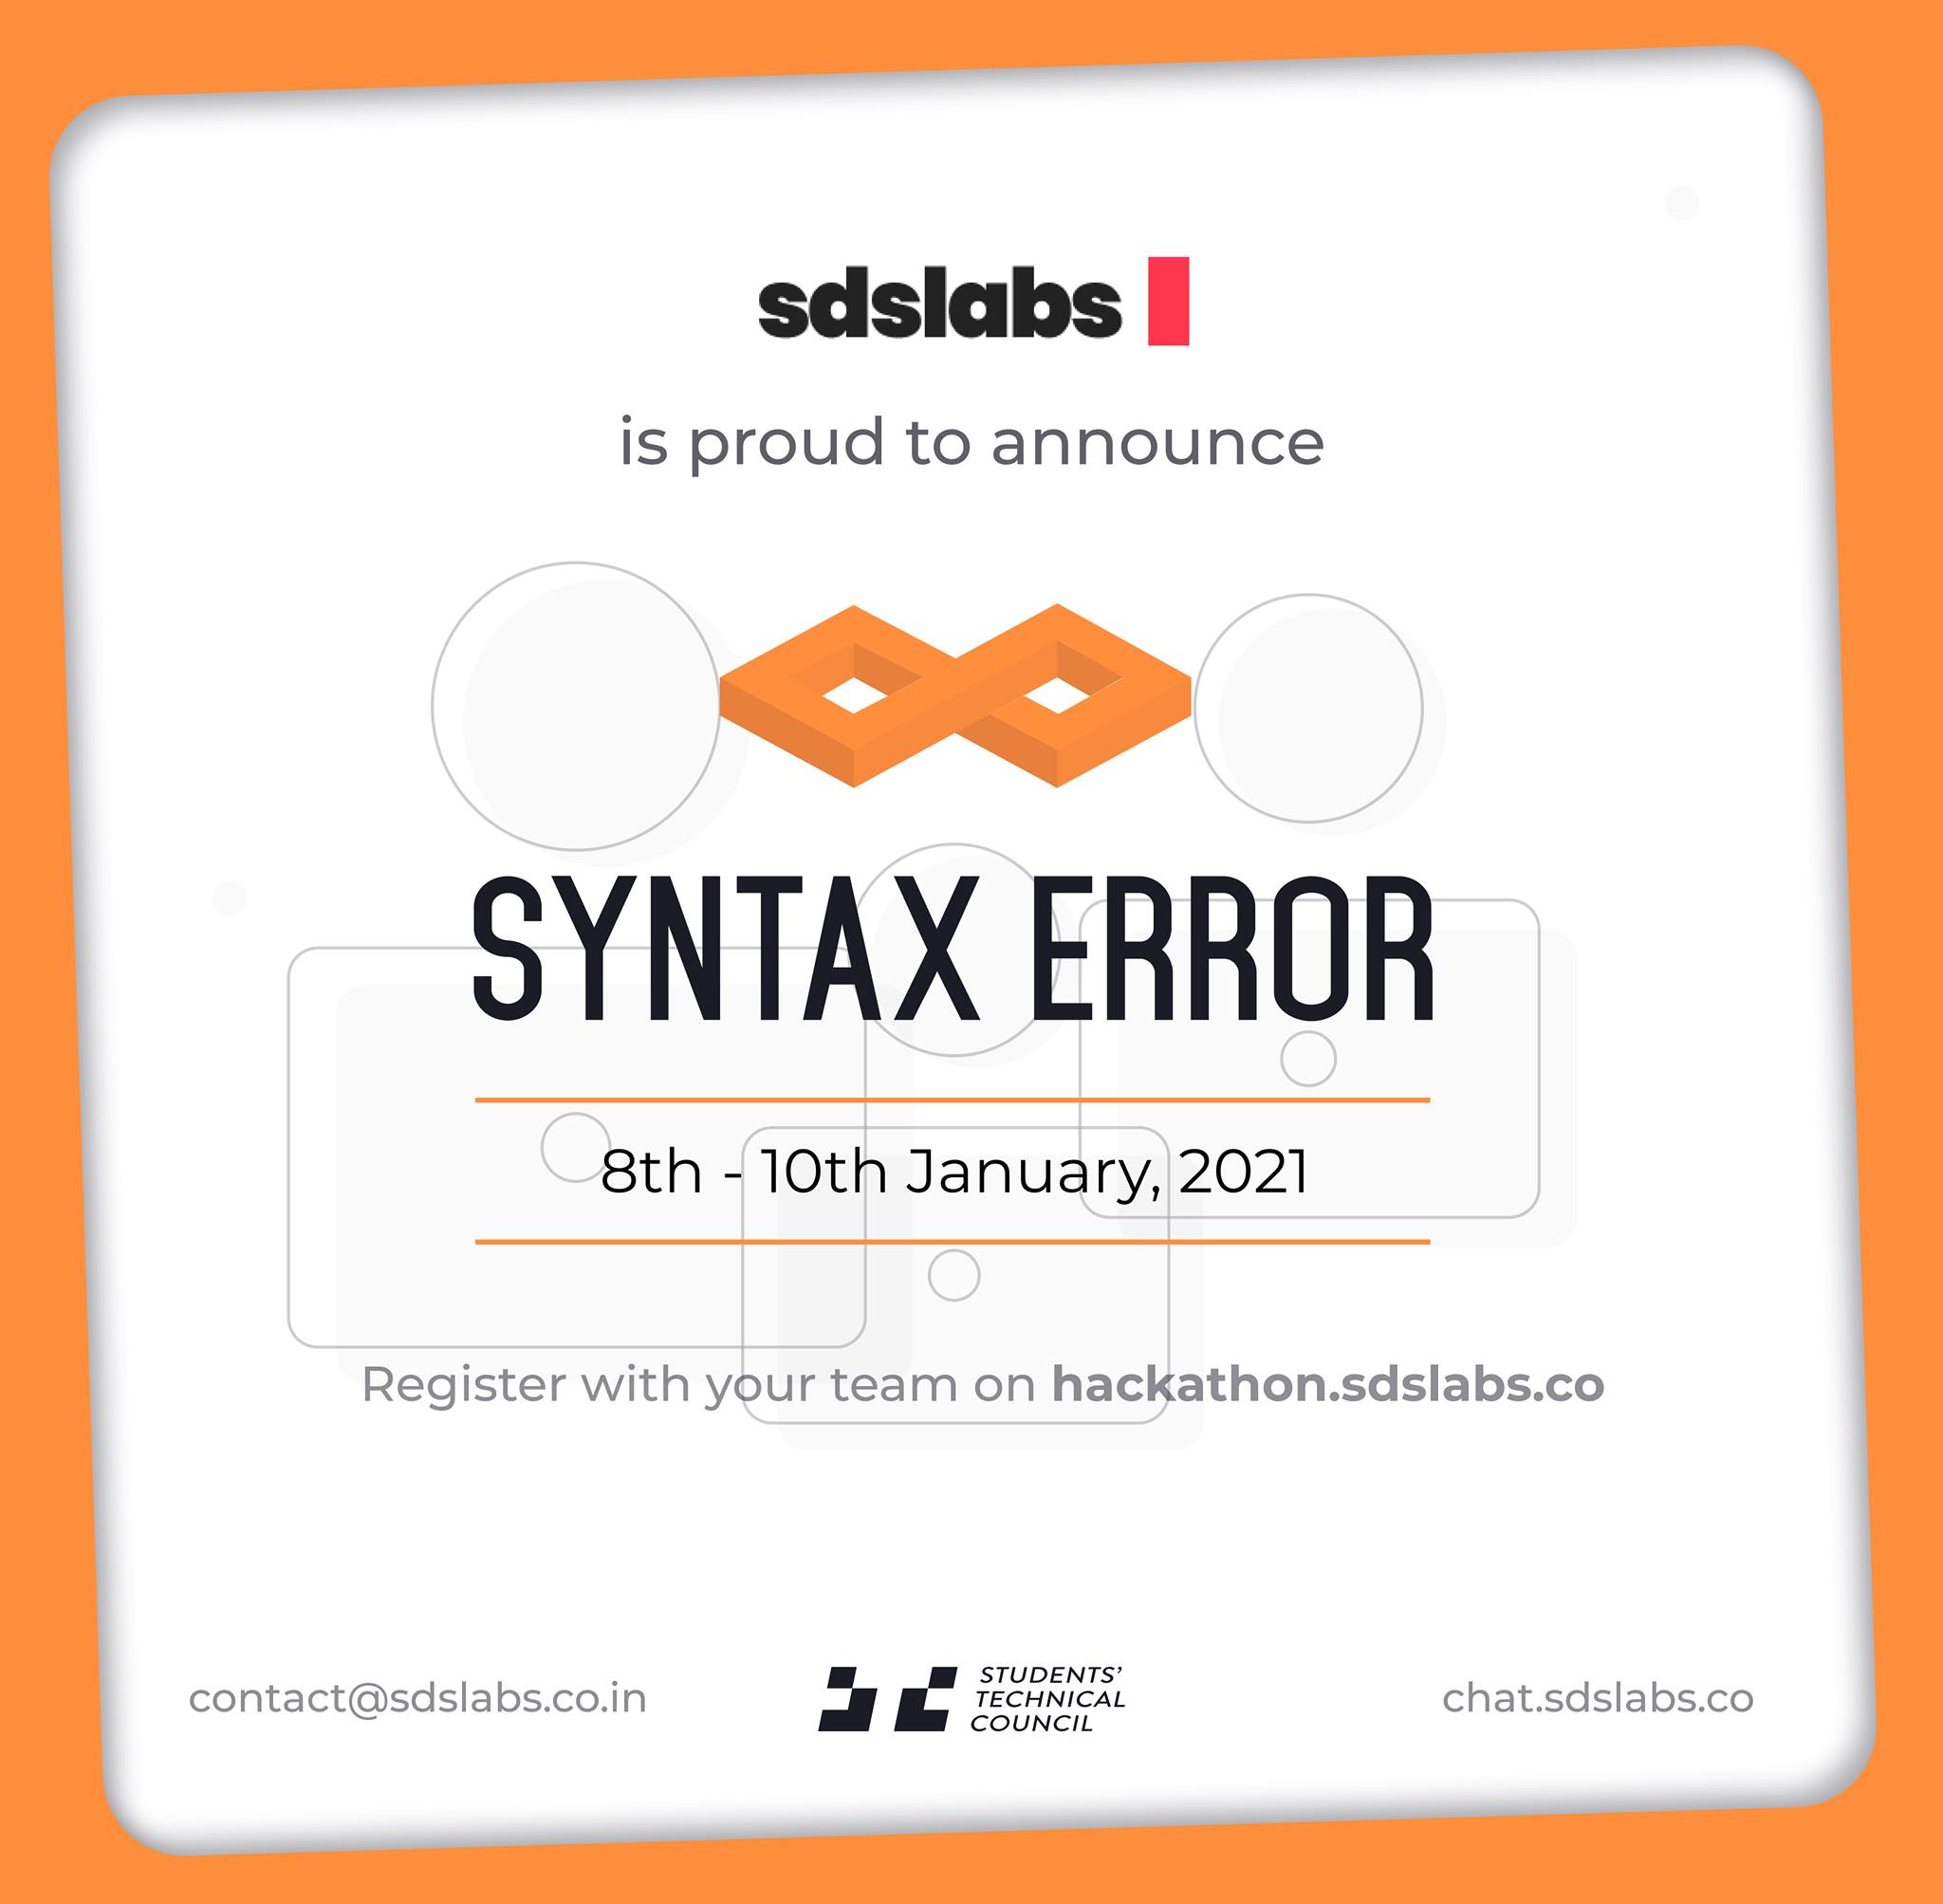 sdslabs
is proud to announce
SYNTAX ERROR
8th - 10th January, 2021
Register with your team on hackathon.sdslabs.co
contact@sdslabs.co.in
STUDENTS'
TECHNICAL
COUNCIL
chat.sdslabs.co